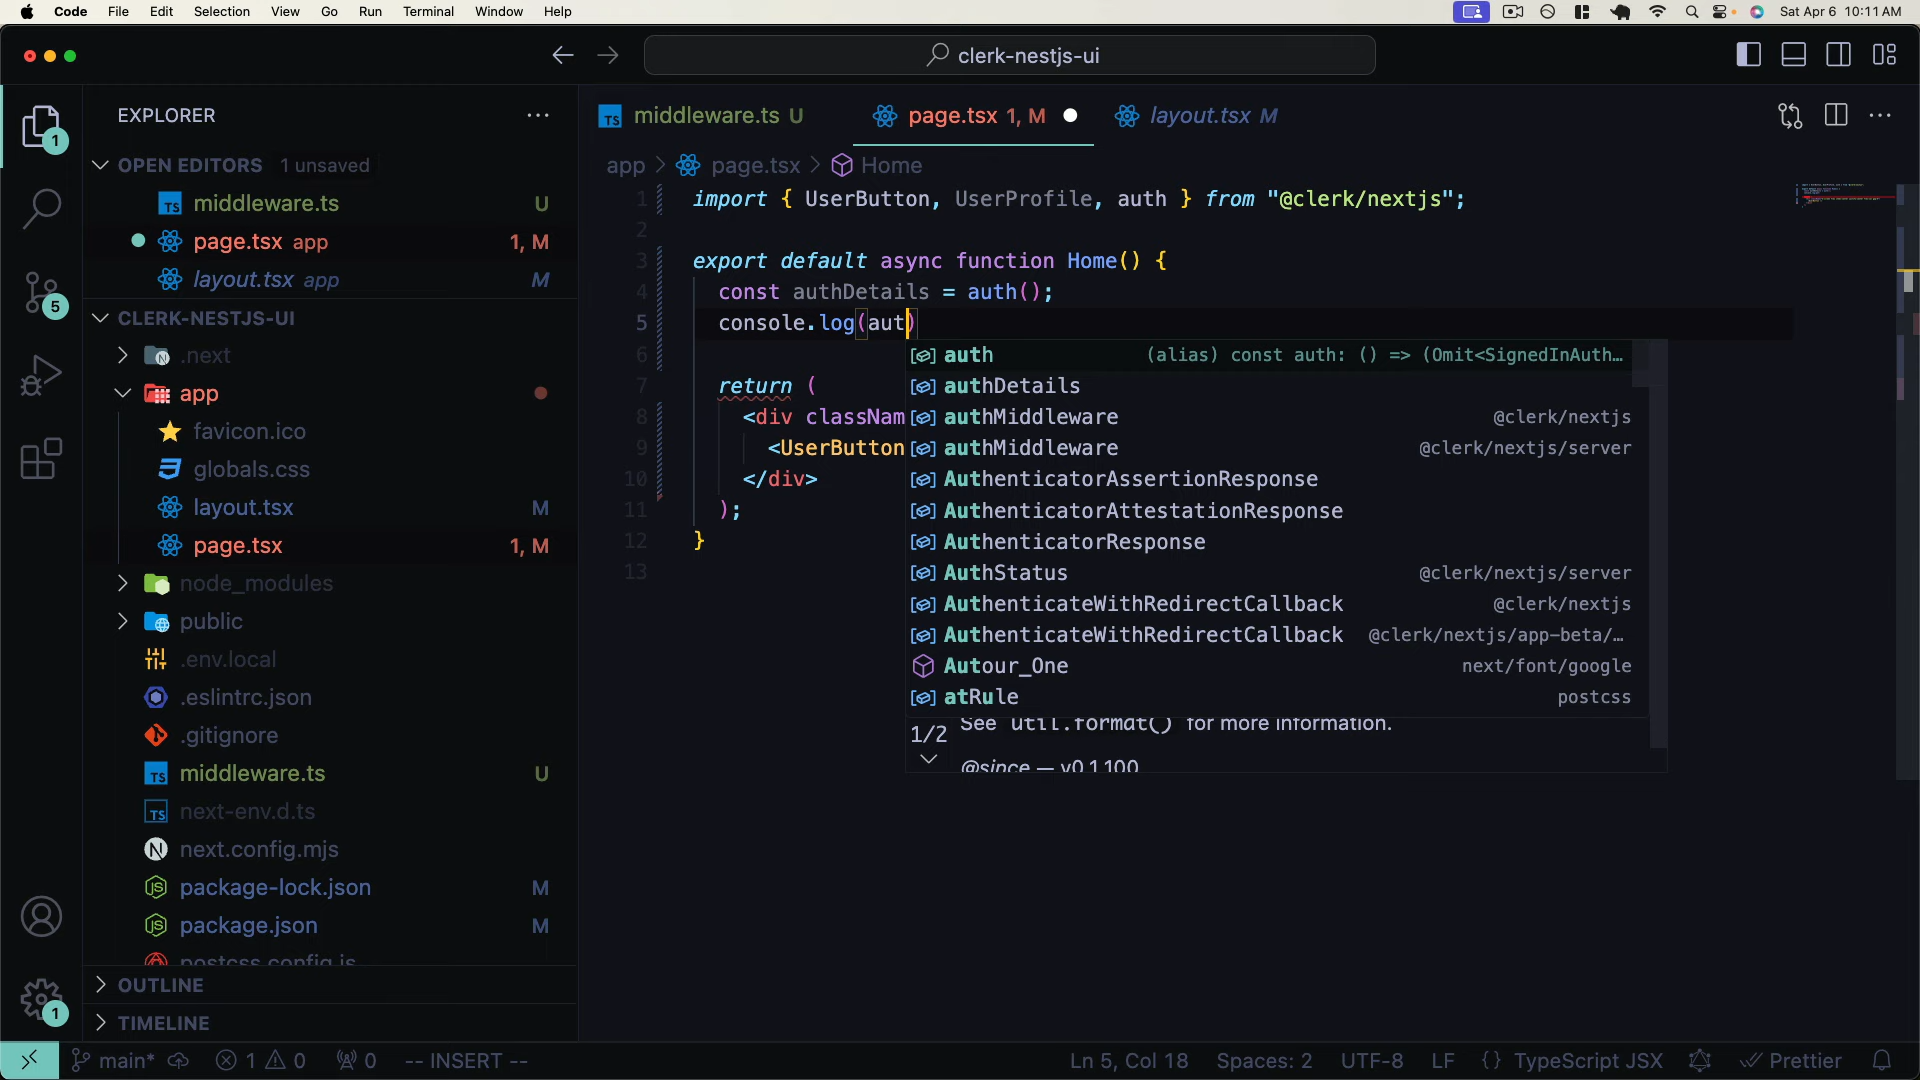 Code File Edit Selection View Go Run Terminal Window Help
Sat Apr 6 10:11 AM
clerk-nestjs-ui
EXPLORER
OPEN EDITORS 1 unsaved
middleware.ts U
page.tsx app 1, M
layout.tsx app M
CLERK-NESTJS-UI
.next
app
favicon.ico
globals.css
layout.tsx M
page.tsx 1, M
node_modules
public
.env.local
.eslintrc.json
.gitignore
middleware.ts U
next-env.d.ts
next.config.mjs
package-lock.json M
package.json M
postcss.config.js
OUTLINE
TIMELINE
1
5
1
middleware.ts U
page.tsx 1, M
layout.tsx M
app > page.tsx > Home
1 import { UserButton, UserProfile, auth } from "@clerk/nextjs";
2
3 export default async function Home() {
4 const authDetails = auth();
5 console.log(aut)
6
7 return (
8 <div classNam
9 <UserButton
10 </div>
11 );
12 }
13
auth (alias) const auth: () => (Omit<SignedInAuth…
authDetails
authMiddleware @clerk/nextjs
authMiddleware @clerk/nextjs/server
AuthenticatorAssertionResponse
AuthenticatorAttestationResponse
AuthenticatorResponse
AuthStatus @clerk/nextjs/server
AuthenticateWithRedirectCallback @clerk/nextjs
AuthenticateWithRedirectCallback @clerk/nextjs/app-beta/…
Autour_One next/font/google
atRule postcss
See util.format() for more information.
1/2
@since — v0.1.100
main* 1 0 0 -- INSERT --
Ln 5, Col 18 Spaces: 2 UTF-8 LF {} TypeScript JSX Prettier